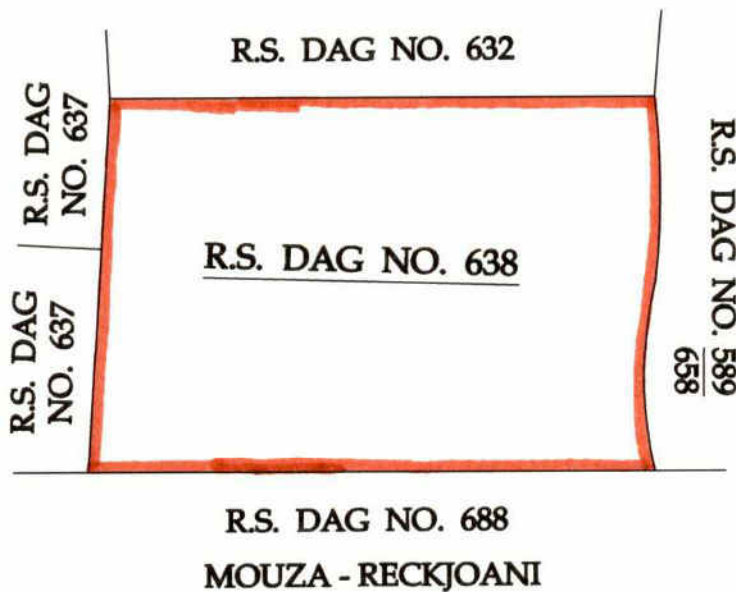 R.S. DAG NO. 632
R.S. DAG
NO. 637
R.S. DAG NO. 638
R.S. DAG
NO. 637
R.S. DAG NO. 589
658
R.S. DAG NO. 688
MOUZA - RECKJOANI